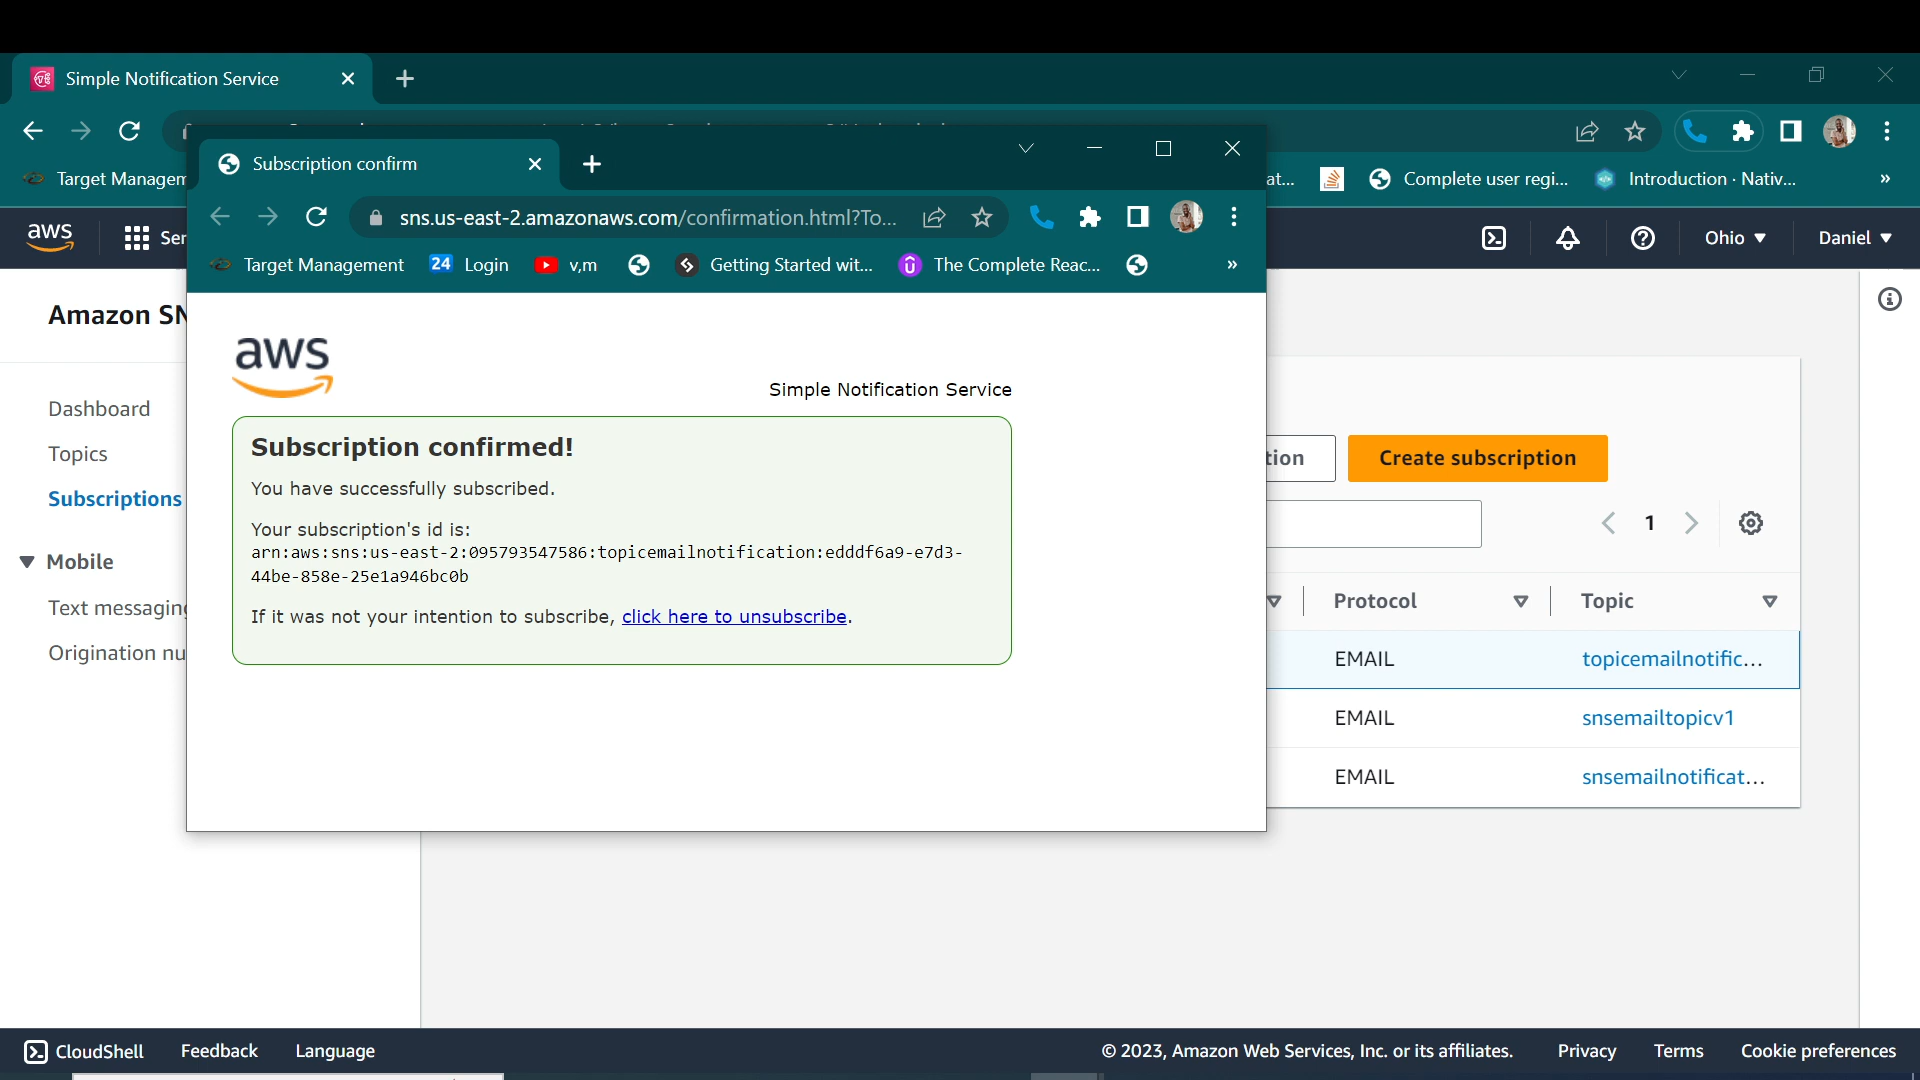 Simple Notification Service
Target Managem
Complete user regi...
Introduction · Nativ...
»
Subscription confirm
sns.us-east-2.amazonaws.com/confirmation.html?To...
Target Management
24 Login
v,m
Getting Started wit...
The Complete Reac...
»
aws
Ser
Ohio
Daniel
Amazon SN
Dashboard
Topics
Subscriptions
Mobile
Text messaging
Origination nu
aws
Simple Notification Service
Subscription confirmed!
You have successfully subscribed.
Your subscription's id is:
arn:aws:sns:us-east-2:095793547586:topicemailnotification:edddf6a9-e7d3-
44be-858e-25e1a946bc0b
If it was not your intention to subscribe, click here to unsubscribe.
tion
Create subscription
1
Protocol
Topic
EMAIL
topicemailnotific...
EMAIL
snsemailtopicv1
EMAIL
snsemailnotificat...
CloudShell
Feedback
Language
© 2023, Amazon Web Services, Inc. or its affiliates.
Privacy
Terms
Cookie preferences